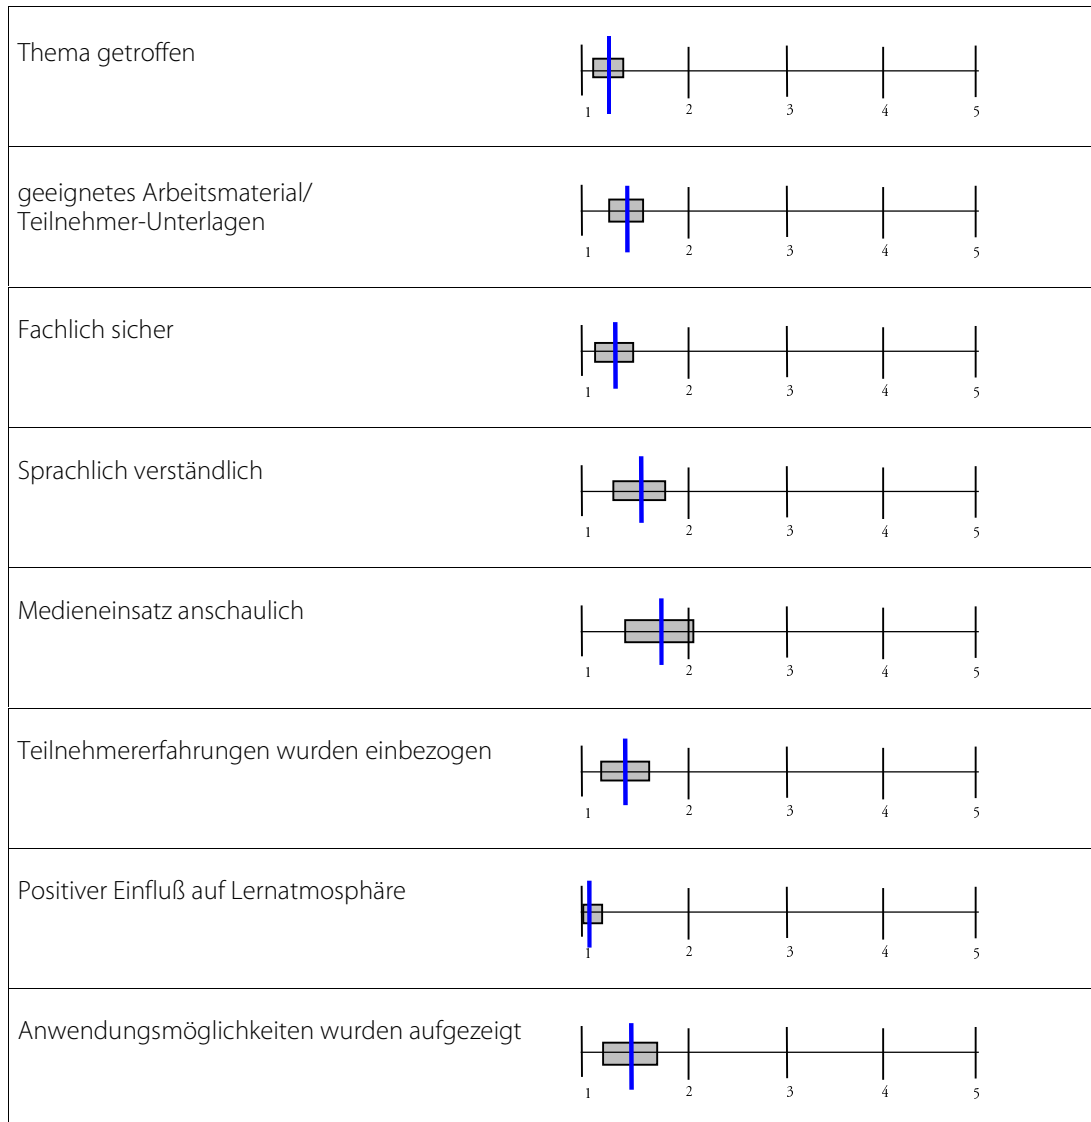 Thema getroffen
1 2 3 4 5
geeignetes Arbeitsmaterial/
Teilnehmer-Unterlagen
1 2 3 4 5
Fachlich sicher
1 2 3 4 5
Sprachlich verständlich
1 2 3 4 5
Medieneinsatz anschaulich
1 2 3 4 5
Teilnehmererfahrungen wurden einbezogen
1 2 3 4 5
Positiver Einfluß auf Lernatmosphäre
1 2 3 4 5
Anwendungsmöglichkeiten wurden aufgezeigt
1 2 3 4 5